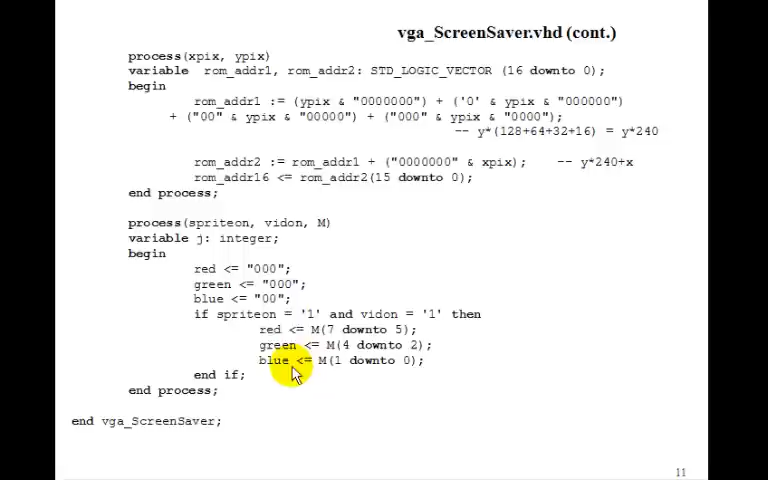 vga_ScreenSaver.vhd (cont.)
process(xpix, ypix)
variable rom_addr1, rom_addr2: STD_LOGIC_VECTOR (16 downto 0);
begin
rom_addr1 := (ypix & "0000000") + ('0' & ypix & "000000")
+ ("00" & ypix & "00000") + ("000" & ypix & "0000");
-- y*(128+64+32+16) = y*240
rom_addr2 := rom_addr1 + ("0000000" & xpix); -- y*240+x
rom_addr16 <= rom_addr2(15 downto 0);
end process;
process(spriteon, vidon, M)
variable j: integer;
begin
red <= "000";
green <= "000";
blue <= "00";
if spriteon = '1' and vidon = '1' then
red <= M(7 downto 5);
green <= M(4 downto 2);
blue <= M(1 downto 0);
end if;
end process;
end vga_ScreenSaver;
11